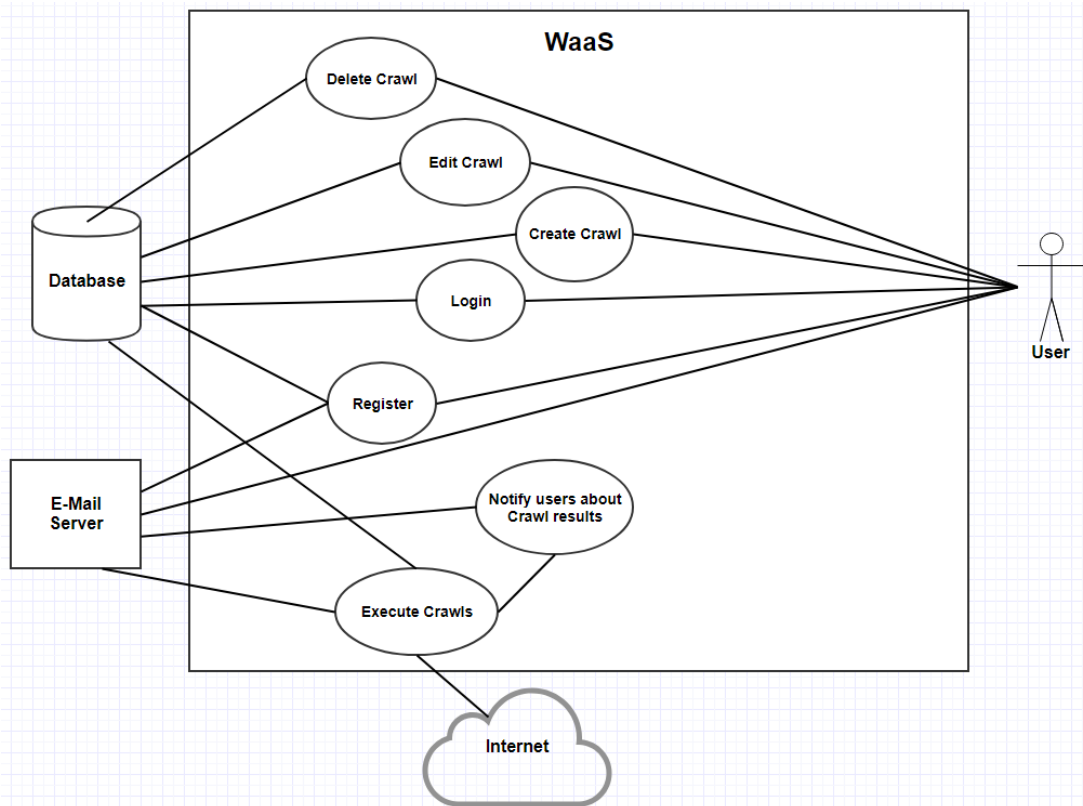 WaaS
Delete Crawl
Edit Crawl
Create Crawl
Database
Login
User
Register
E-Mail
Server
Notify users about
Crawl results
Execute Crawls
Internet